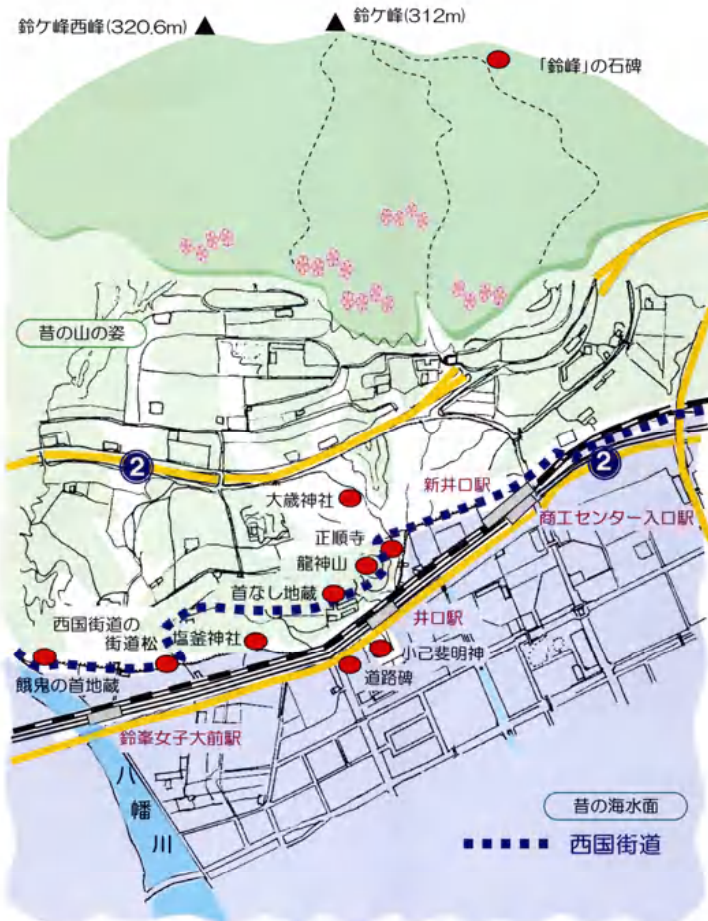 鈴ケ峰西峰(320.6m)
鈴ケ峰(312m)
「鈴峰」の石碑
昔の山の姿
2
2
大歳神社
新井口駅
商工センター入口駅
正順寺
龍神山
首なし地蔵
井口駅
西国街道の
街道松
塩釜神社
小己斐明神
餓鬼の首地蔵
道路碑
鈴峯女子大前駅
八幡川
昔の海水面
西国街道